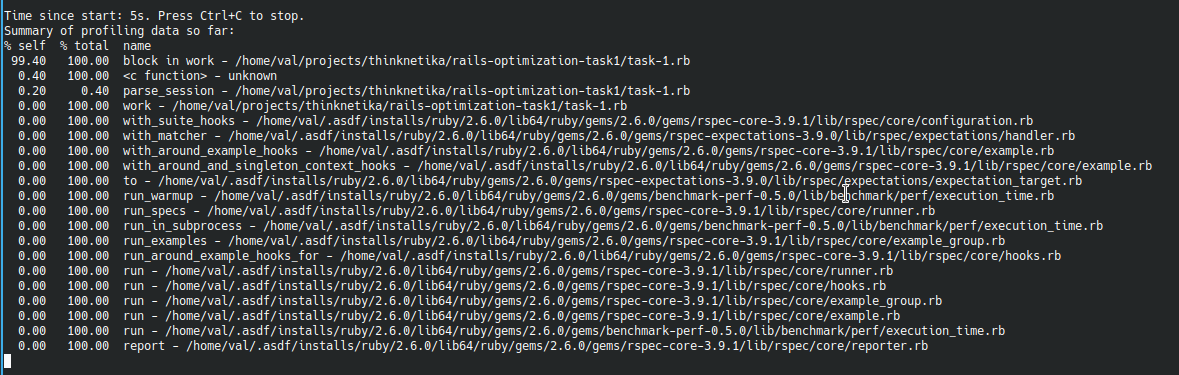 Time since start: 5s. Press Ctrl+C to stop.
Summary of profiling data so far:
% self  % total  name
 99.40   100.00  block in work - /home/val/projects/thinknetika/rails-optimization-task1/task-1.rb
  0.40   100.00  <c function> - unknown
  0.20     0.40  parse_session - /home/val/projects/thinknetika/rails-optimization-task1/task-1.rb
  0.00   100.00  work - /home/val/projects/thinknetika/rails-optimization-task1/task-1.rb
  0.00   100.00  with_suite_hooks - /home/val/.asdf/installs/ruby/2.6.0/lib64/ruby/gems/2.6.0/gems/rspec-core-3.9.1/lib/rspec/core/configuration.rb
  0.00   100.00  with_matcher - /home/val/.asdf/installs/ruby/2.6.0/lib64/ruby/gems/2.6.0/gems/rspec-expectations-3.9.0/lib/rspec/expectations/handler.rb
  0.00   100.00  with_around_example_hooks - /home/val/.asdf/installs/ruby/2.6.0/lib64/ruby/gems/2.6.0/gems/rspec-core-3.9.1/lib/rspec/core/example.rb
  0.00   100.00  with_around_and_singleton_context_hooks - /home/val/.asdf/installs/ruby/2.6.0/lib64/ruby/gems/2.6.0/gems/rspec-core-3.9.1/lib/rspec/core/example.rb
  0.00   100.00  to - /home/val/.asdf/installs/ruby/2.6.0/lib64/ruby/gems/2.6.0/gems/rspec-expectations-3.9.0/lib/rspec/expectations/expectation_target.rb
  0.00   100.00  run_warmup - /home/val/.asdf/installs/ruby/2.6.0/lib64/ruby/gems/2.6.0/gems/benchmark-perf-0.5.0/lib/benchmark/perf/execution_time.rb
  0.00   100.00  run_specs - /home/val/.asdf/installs/ruby/2.6.0/lib64/ruby/gems/2.6.0/gems/rspec-core-3.9.1/lib/rspec/core/runner.rb
  0.00   100.00  run_in_subprocess - /home/val/.asdf/installs/ruby/2.6.0/lib64/ruby/gems/2.6.0/gems/benchmark-perf-0.5.0/lib/benchmark/perf/execution_time.rb
  0.00   100.00  run_examples - /home/val/.asdf/installs/ruby/2.6.0/lib64/ruby/gems/2.6.0/gems/rspec-core-3.9.1/lib/rspec/core/example_group.rb
  0.00   100.00  run_around_example_hooks_for - /home/val/.asdf/installs/ruby/2.6.0/lib64/ruby/gems/2.6.0/gems/rspec-core-3.9.1/lib/rspec/core/hooks.rb
  0.00   100.00  run - /home/val/.asdf/installs/ruby/2.6.0/lib64/ruby/gems/2.6.0/gems/rspec-core-3.9.1/lib/rspec/core/runner.rb
  0.00   100.00  run - /home/val/.asdf/installs/ruby/2.6.0/lib64/ruby/gems/2.6.0/gems/rspec-core-3.9.1/lib/rspec/core/hooks.rb
  0.00   100.00  run - /home/val/.asdf/installs/ruby/2.6.0/lib64/ruby/gems/2.6.0/gems/rspec-core-3.9.1/lib/rspec/core/example_group.rb
  0.00   100.00  run - /home/val/.asdf/installs/ruby/2.6.0/lib64/ruby/gems/2.6.0/gems/rspec-core-3.9.1/lib/rspec/core/example.rb
  0.00   100.00  run - /home/val/.asdf/installs/ruby/2.6.0/lib64/ruby/gems/2.6.0/gems/benchmark-perf-0.5.0/lib/benchmark/perf/execution_time.rb
  0.00   100.00  report - /home/val/.asdf/installs/ruby/2.6.0/lib64/ruby/gems/2.6.0/gems/rspec-core-3.9.1/lib/rspec/core/reporter.rb